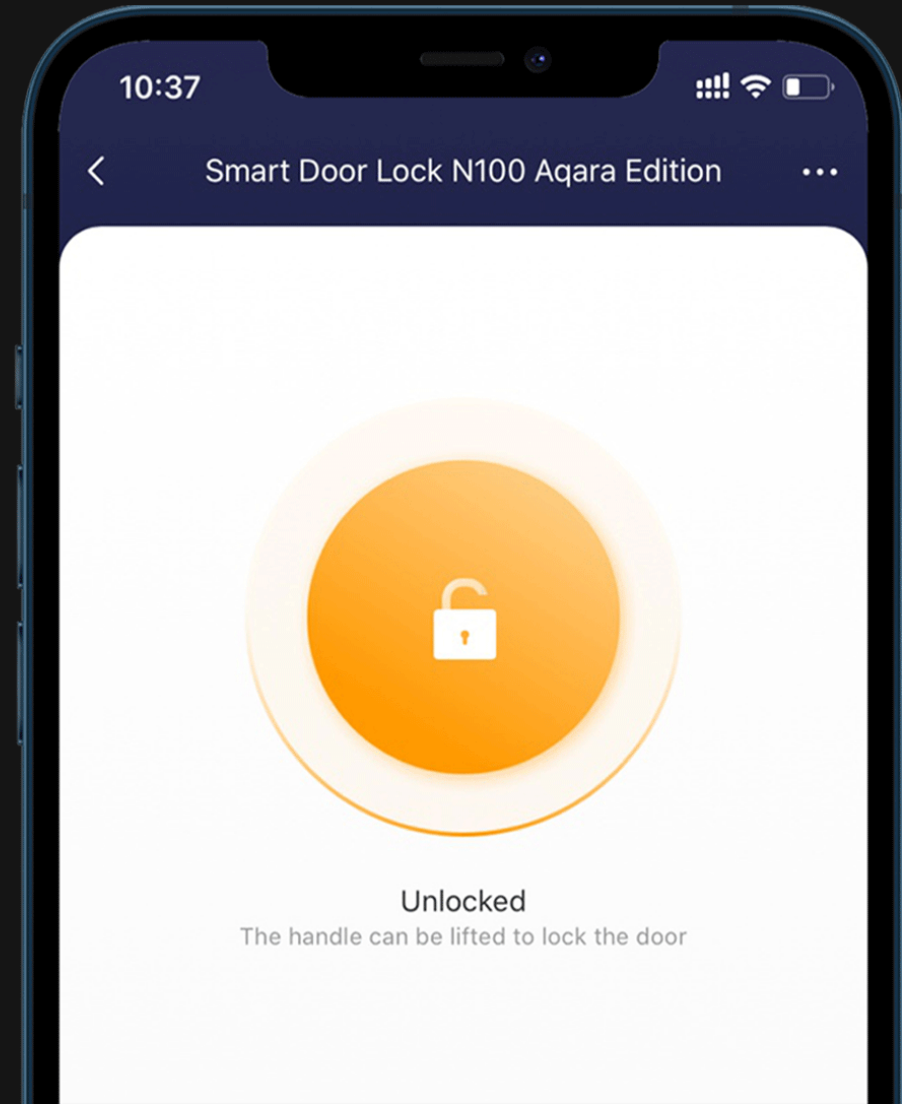 10:37
Smart Door Lock N100 Aqara Edition
Unlocked
The handle can be lifted to lock the door